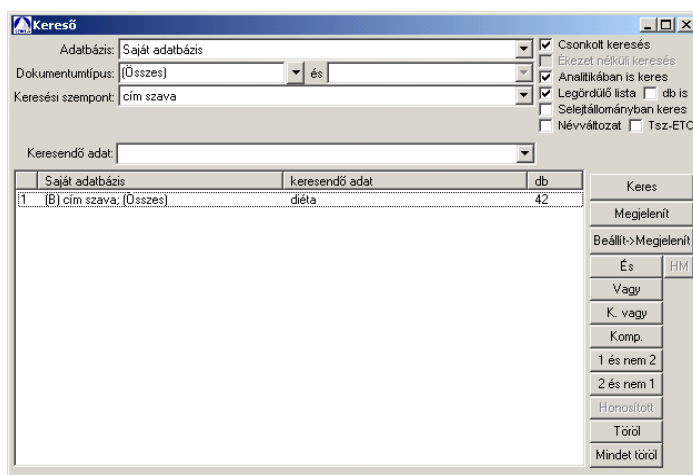 Kereső
Adatbázis: Saját adatbázis
Dokumentumtípus: (Összes) és
Keresési szempont: cím szava
Csonkolt keresés
Ékezet nélküli keresés
Analitikában is keres
Legördülő lista db is
Selejtállományban keres
Névváltozat Tsz-ETO
Keresendő adat:
Saját adatbázis keresendő adat db
1 (B) cím szava; (Összes) diéta 42
Keres
Megjelenít
Beállít->Megjelenít
És HM
Vagy
K. vagy
Komp.
1 és nem 2
2 és nem 1
Honosított
Töröl
Mindet töröl